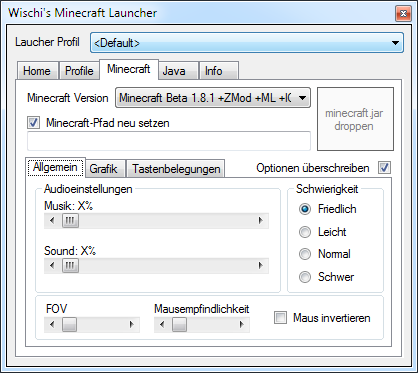 Wischi's Minecraft Launcher
Laucher Profil <Default>
Home Profile Minecraft Java Info
Minecraft Version Minecraft Beta 1.8.1 +ZMod +ML
minecraft.jar
droppen
Minecraft-Pfad neu setzen
Allgemein Grafik Tastenbelegungen Optionen überschreiben
Audioeinstellungen
Musik: X%
Sound: X%
Schwierigkeit
Friedlich
Leicht
Normal
Schwer
FOV Mausempfindlichkeit
Maus invertieren